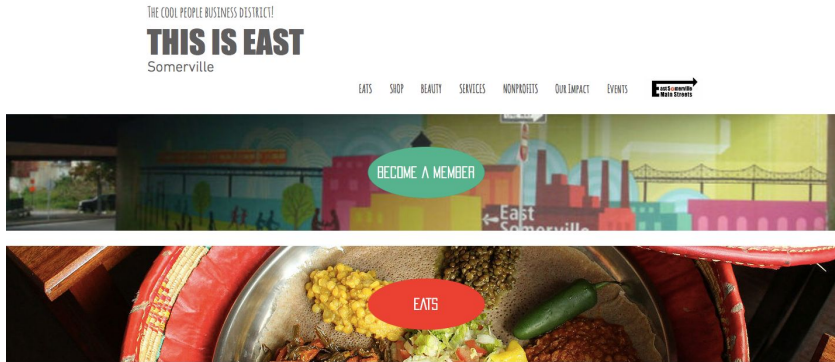 THE COOL PEOPLE BUSINESS DISTRICT!
THIS IS EAST
Somerville
EATS SHOP BEAUTY SERVICES NONPROFITS OUR IMPACT EVENTS
East Somerville
Main Streets
BECOME A MEMBER
East
Somerville
EATS